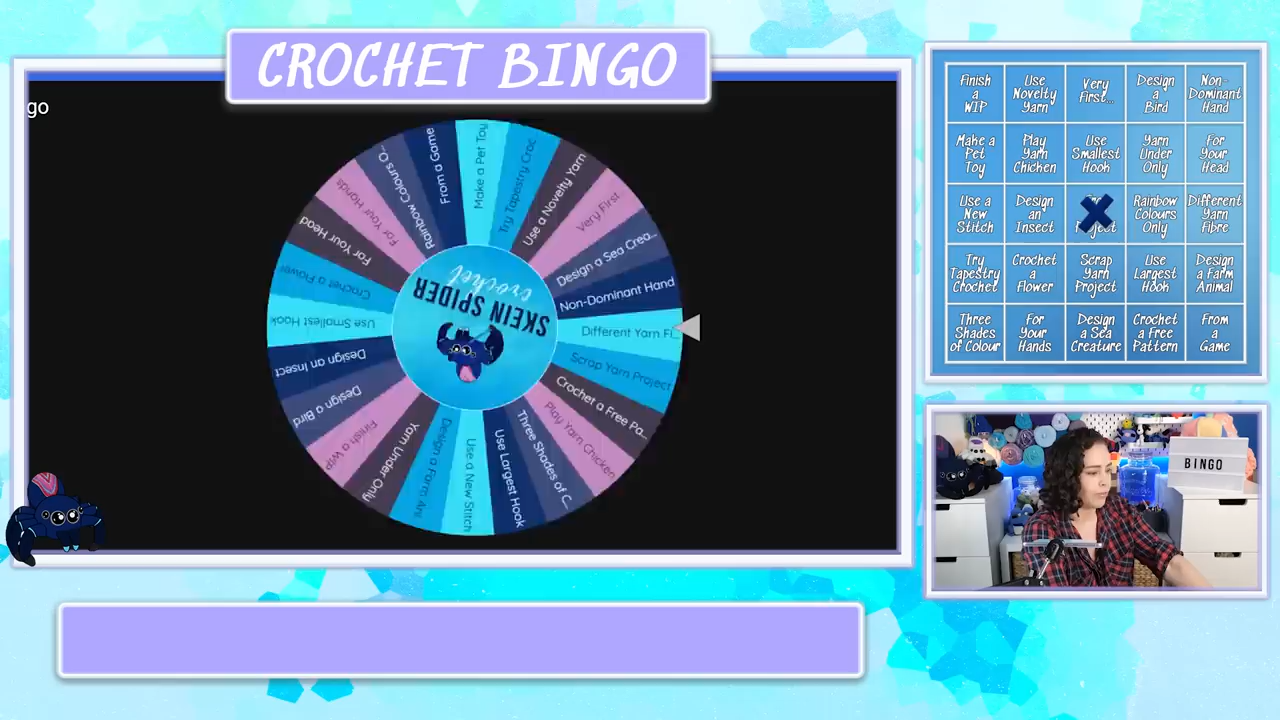 CROCHET BINGO
go
Make a Pet Toy
Try Tapestry Croc
Use a Novelty Yarn
Very First
Design a Sea Crea...
Non-Dominant Hand
Different Yarn Fi...
Scrap Yarn Project
Crochet a Free Pa...
Play Yarn Chicken
Three Shades of C...
Use Largest Hook
Use a New Stitch
Design a Farm Ani
Yarn Under Only
Finish a WIP
Design a Bird
Design an Insect
Use Smallest Hook
Crochet a Flower
For Your Head
For Your Hands
Rainbow Colours O...
From a Game
SKEIN SPIDER
crochet
Finish
a
WIP
Use
Novelty
Yarn
Very
First...
Design
a
Bird
Non-
Dominant
Hand
Make a
Pet
Toy
Play
Yarn
Chicken
Use
Smallest
Hook
Yarn
Under
Only
For
Your
Head
Use a
New
Stitch
Design
an
Insect
Rainbow
Colours
Only
Different
Yarn
Fibre
Try
Tapestry
Crochet
Crochet
a
Flower
Scrap
Yarn
Project
Use
Largest
Hook
Design
a Farm
Animal
Three
Shades
of Colour
For
Your
Hands
Design
a Sea
Creature
Crochet
a Free
Pattern
From
a
Game
BINGO